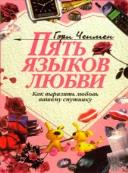 Гэри Чепмен
Пять
языков
любви
Как выразить любовь
вашему спутнику